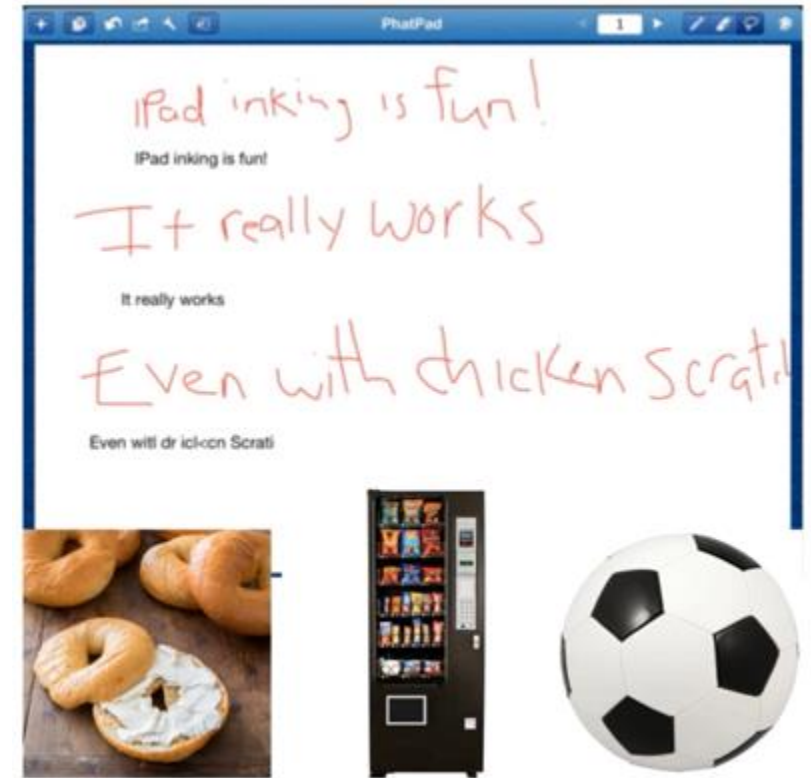 PhatPad
1
IPad inking is fun!
IPad inking is fun!
It really works
It really works
Even with chicken Scratch
Even witl dr icl<cn Scrati